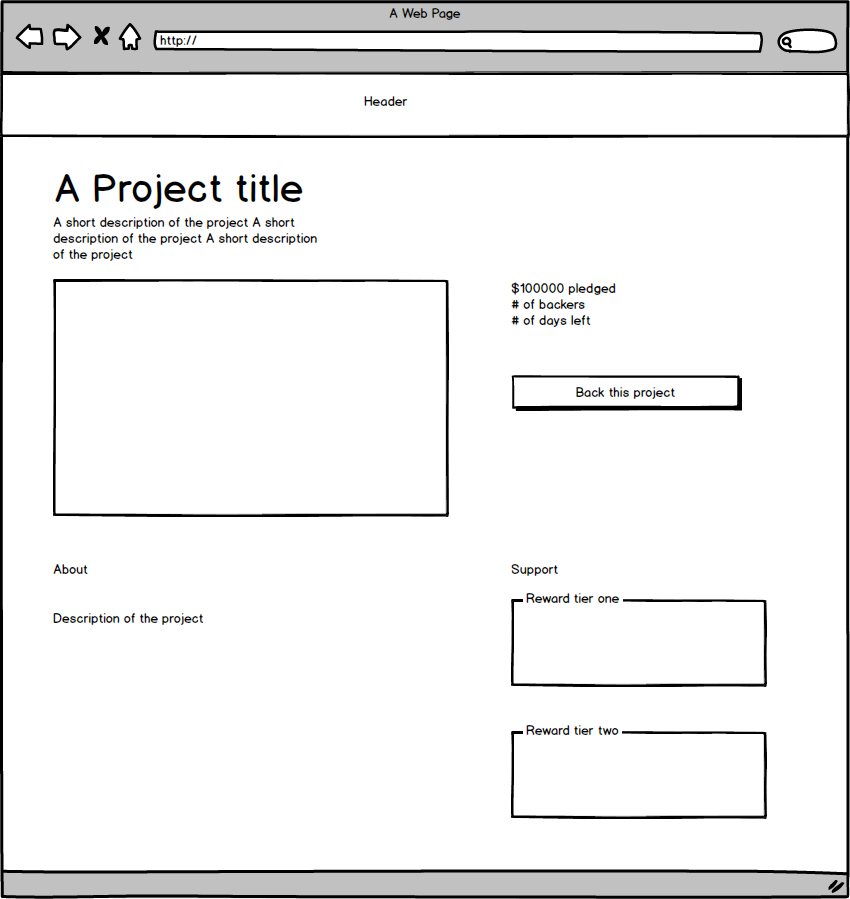 A Web Page
http://
Header
A Project title
A short description of the project A short
description of the project A short description
of the project
$100000 pledged
# of backers
# of days left
Back this project
About
Description of the project
Support
Reward tier one
Reward tier two